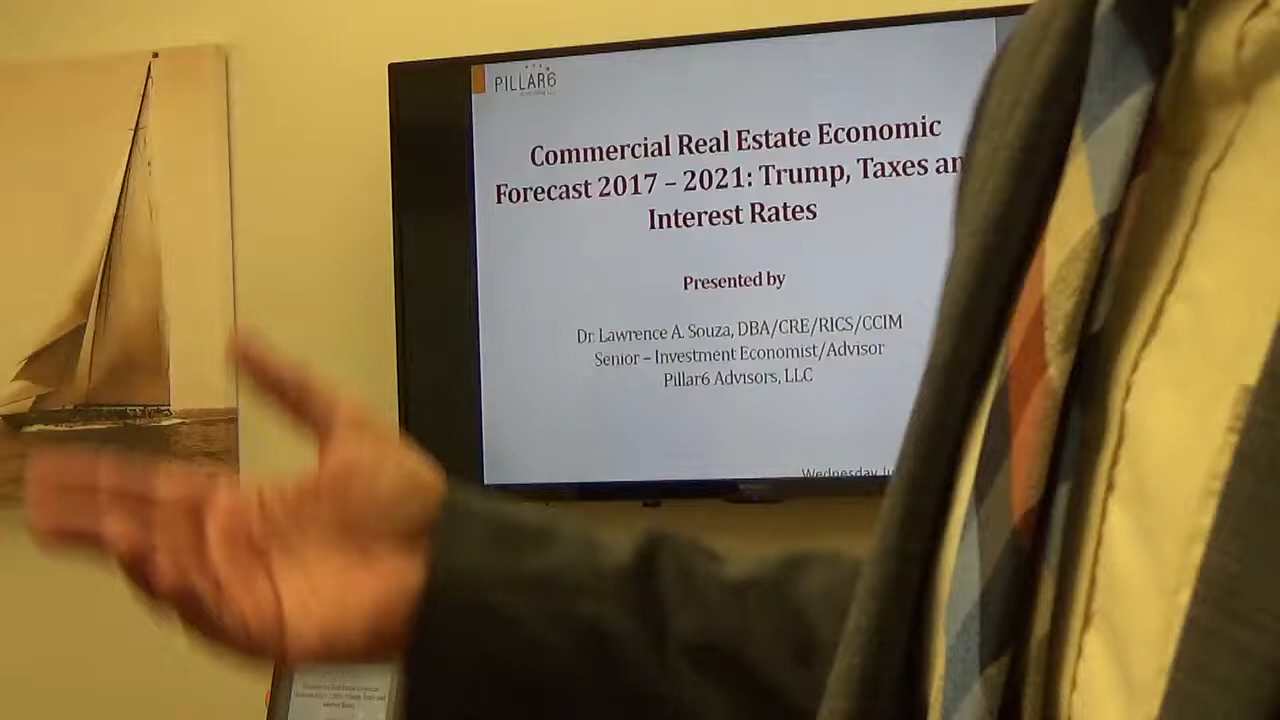 PILLAR6
Commercial Real Estate Economic
Forecast 2017 – 2021: Trump, Taxes an
Interest Rates
Presented by
Dr. Lawrence A. Souza, DBA/CRE/RICS/CCIM
Senior – Investment Economist/Advisor
Pillar6 Advisors, LLC
Wednesday